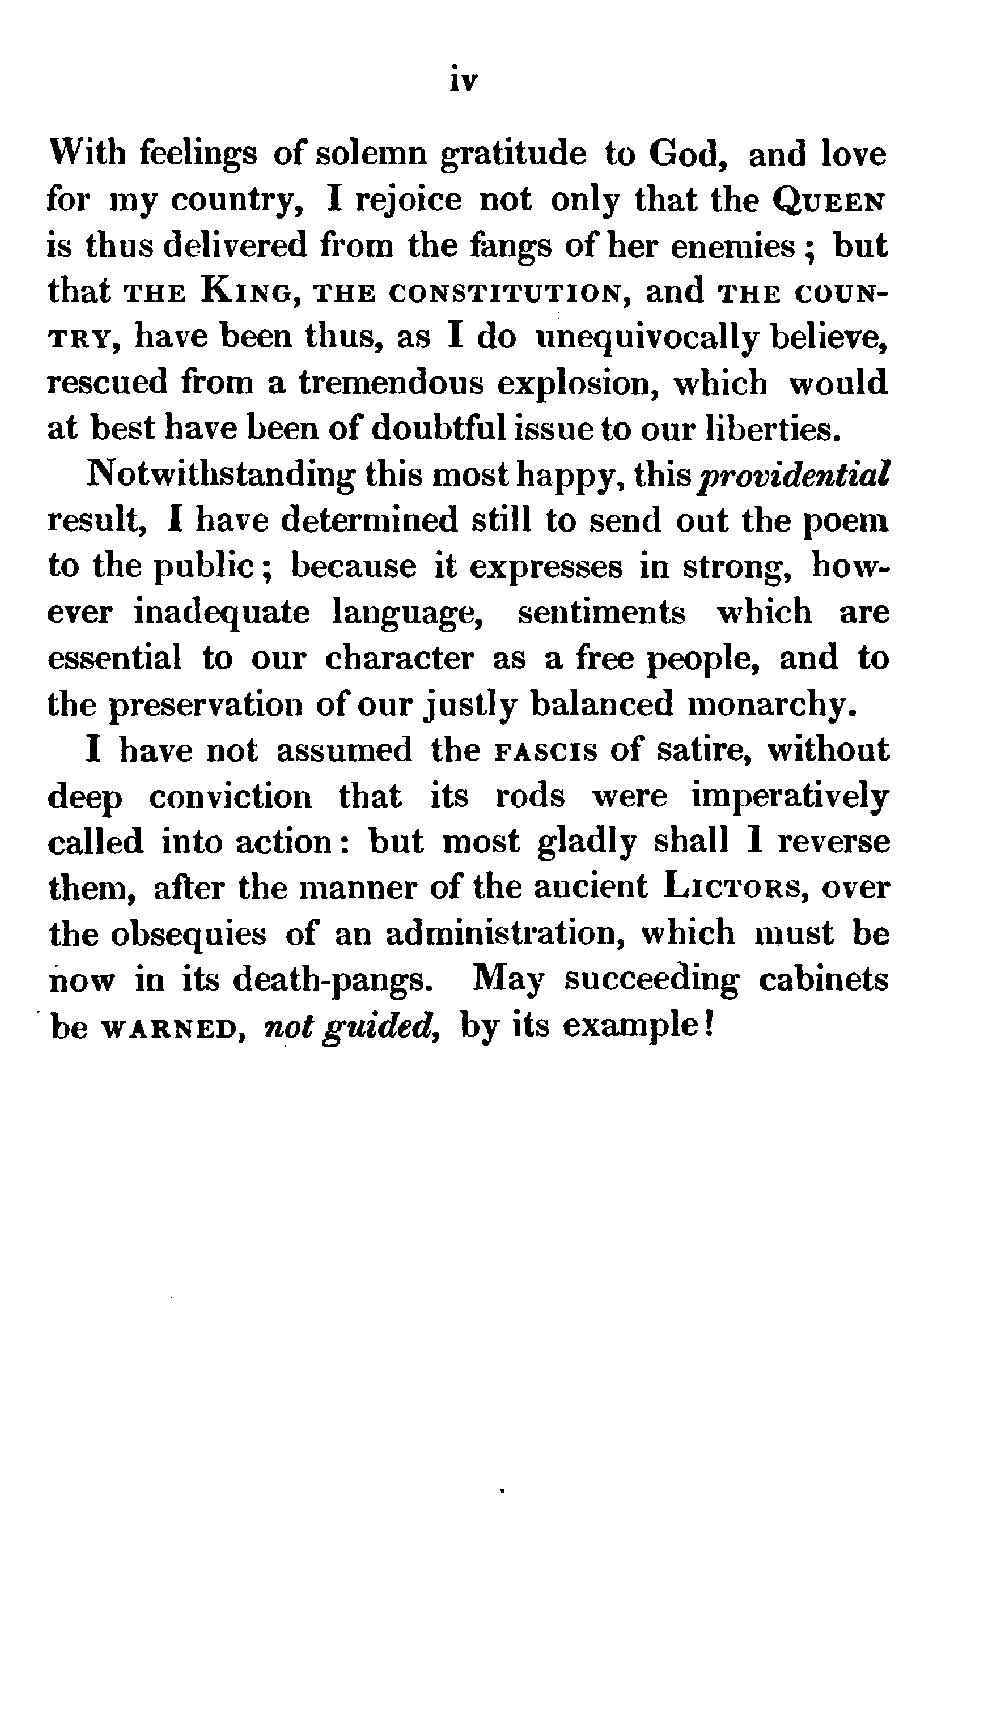 iv
With feelings of solemn gratitude to God, and love
for my country, I rejoice not only that the QUEEN
is thus delivered from the fangs of her enemies ; but
that THE KING, THE CONSTITUTION, and THE COUN-
TRY, have been thus, as I do unequivocally believe,
rescued from a tremendous explosion, which would
at best have been of doubtful issue to our liberties.
Notwithstanding this most happy, this providential
result, I have determined still to send out the poem
to the public ; because it expresses in strong, how-
ever inadequate language, sentiments which are
essential to our character as a free people, and to
the preservation of our justly balanced monarchy.
I have not assumed the FASCIS of satire, without
deep conviction that its rods were imperatively
called into action : but most gladly shall I reverse
them, after the manner of the ancient LICTORS, over
the obsequies of an administration, which must be
now in its death-pangs. May succeeding cabinets
be WARNED, not guided, by its example !